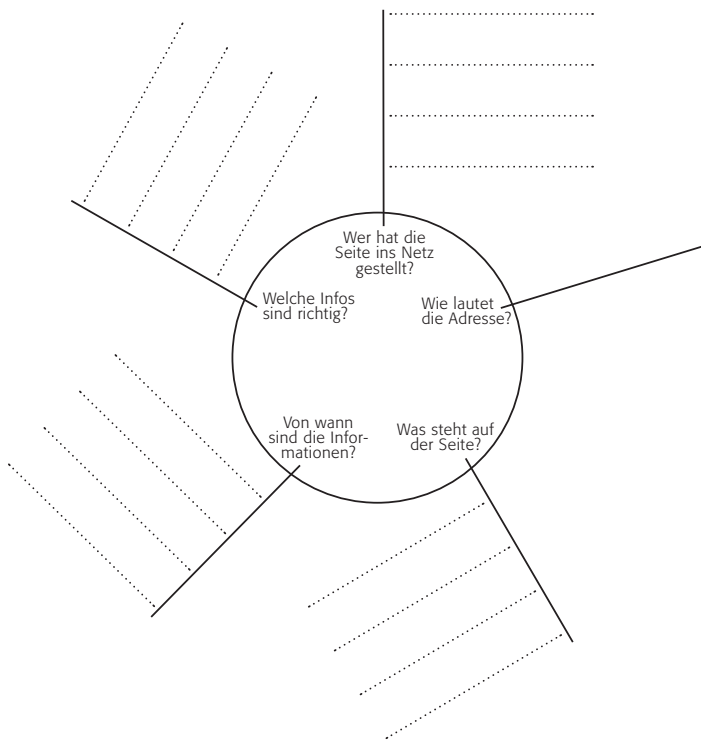 Wer hat die
Seite ins Netz
gestellt?
Welche Infos
sind richtig?
Wie lautet
die Adresse?
Von wann
sind die Infor-
mationen?
Was steht auf
der Seite?